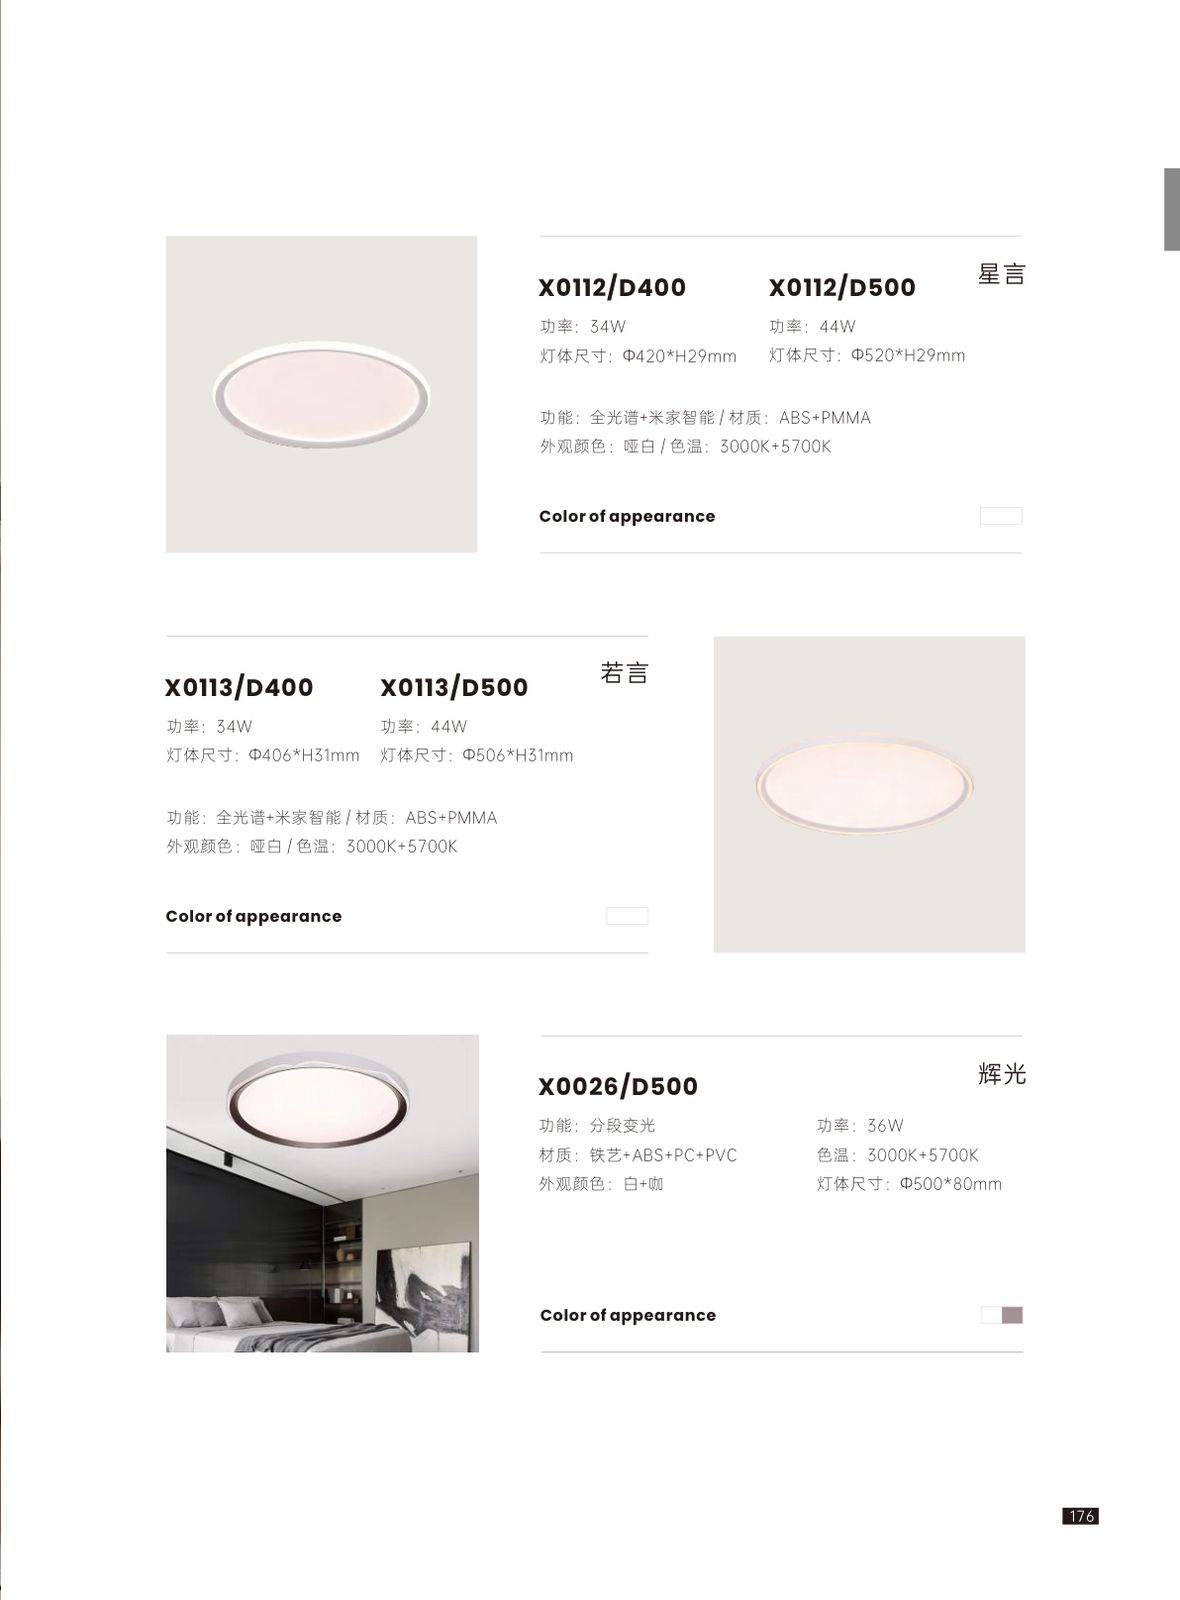 星言
X0112/D400 X0112/D500
功率：34W 功率：44W
灯体尺寸：Φ420*H29mm 灯体尺寸：Φ520*H29mm
功能：全光谱+米家智能 / 材质：ABS+PMMA
外观颜色：哑白 / 色温：3000K+5700K
Color of appearance
若言
X0113/D400 X0113/D500
功率：34W 功率：44W
灯体尺寸：Φ406*H31mm 灯体尺寸：Φ506*H31mm
功能：全光谱+米家智能 / 材质：ABS+PMMA
外观颜色：哑白 / 色温：3000K+5700K
Color of appearance
辉光
X0026/D500
功能：分段变光 功率：36W
材质：铁艺+ABS+PC+PVC 色温：3000K+5700K
外观颜色：白+咖 灯体尺寸：Φ500*80mm
Color of appearance
176